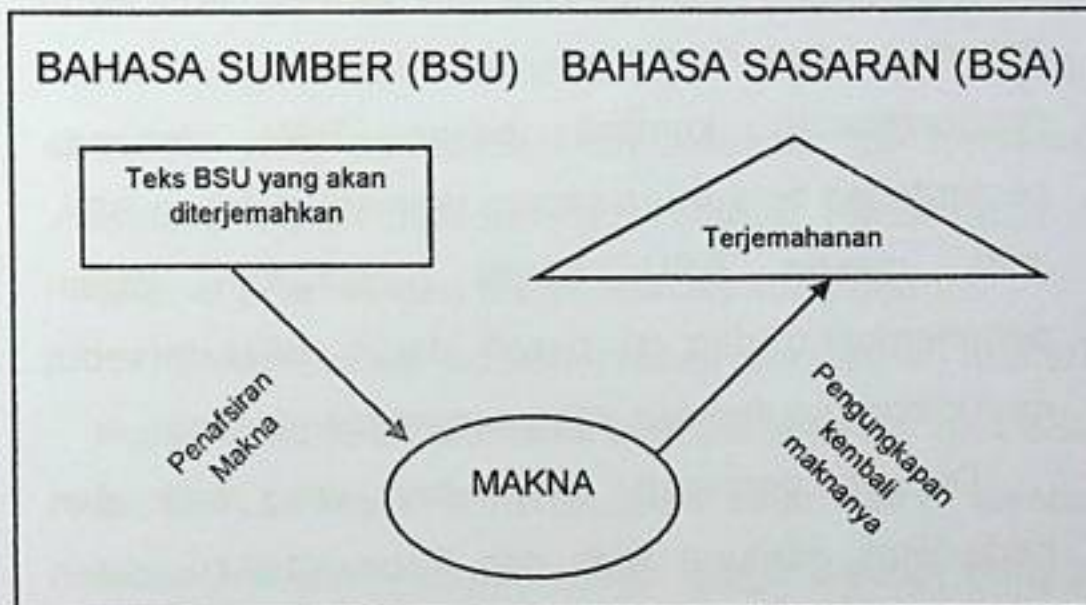 BAHASA SUMBER (BSU)
BAHASA SASARAN (BSA)
Teks BSU yang akan
diterjemahkan
Terjemahanan
Penafsiran
Makna
MAKNA
Pengungkapan
kembali
maknanya